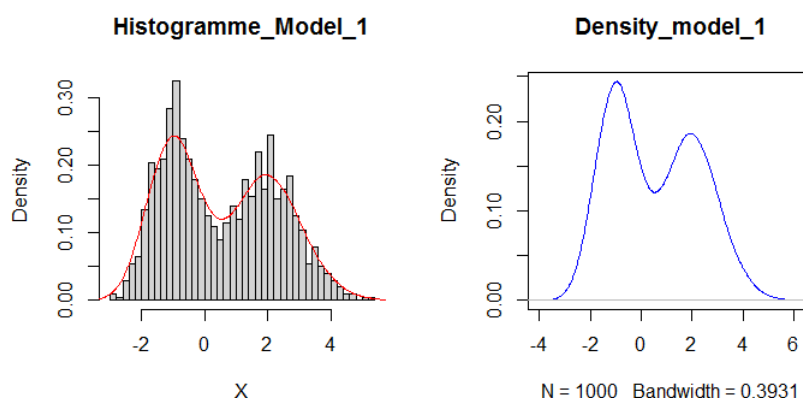 Histogramme_Model_1
Density
0.00 0.10 0.20 0.30
-2 0 2 4
X
Density_model_1
Density
0.00 0.10 0.20
-4 -2 0 2 4 6
N = 1000 Bandwidth = 0.3931